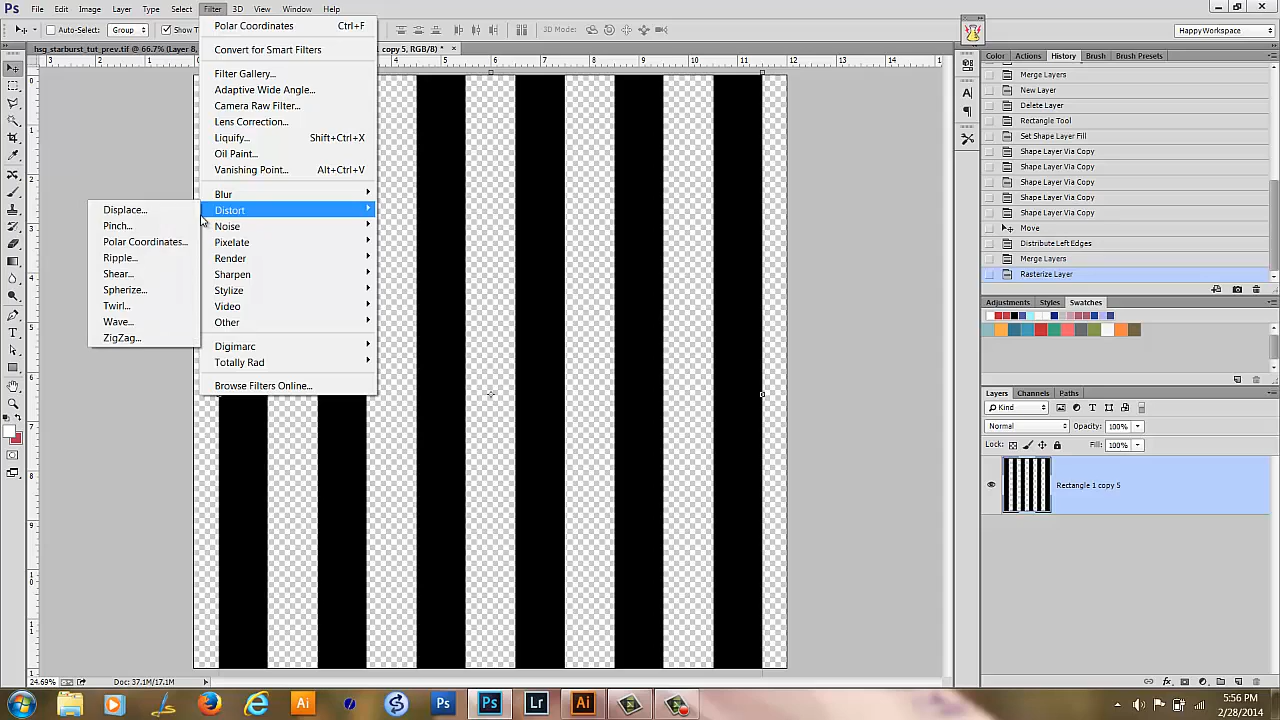 Ps File Edit Image Layer Type Select Filter 3D View Window Help
Auto-Select: Group Show T 3D Mode: HappyWorkspace
hsg_starburst_tut_prev.tif @ 66.7% (Layer 8, copy 5, RGB/8) *
Polar Coordinates Ctrl+F
Convert for Smart Filters
Filter Gallery...
Adaptive Wide Angle...
Camera Raw Filter...
Lens Correction...
Liquify... Shift+Ctrl+X
Oil Paint...
Vanishing Point... Alt+Ctrl+V
Blur
Distort
Noise
Pixelate
Render
Sharpen
Stylize
Video
Other
Digimarc
Totally Rad
Browse Filters Online...
Displace...
Pinch...
Polar Coordinates...
Ripple...
Shear...
Spherize...
Twirl...
Wave...
ZigZag...
Color Actions History Brush Brush Presets
Merge Layers
New Layer
Delete Layer
Rectangle Tool
Set Shape Layer Fill
Shape Layer Via Copy
Shape Layer Via Copy
Shape Layer Via Copy
Shape Layer Via Copy
Shape Layer Via Copy
Move
Distribute Left Edges
Merge Layers
Rasterize Layer
Adjustments Styles Swatches
Layers Channels Paths
Kind
Normal Opacity: 100%
Lock: Fill: 100%
Rectangle 1 copy 5
24.69% Doc: 37.1M/17.1M
5:56 PM
2/28/2014